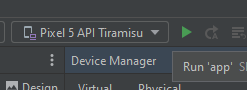 Pixel 5 API Tiramisu
Device Manager
Run 'app'
Design
Virtual Physical